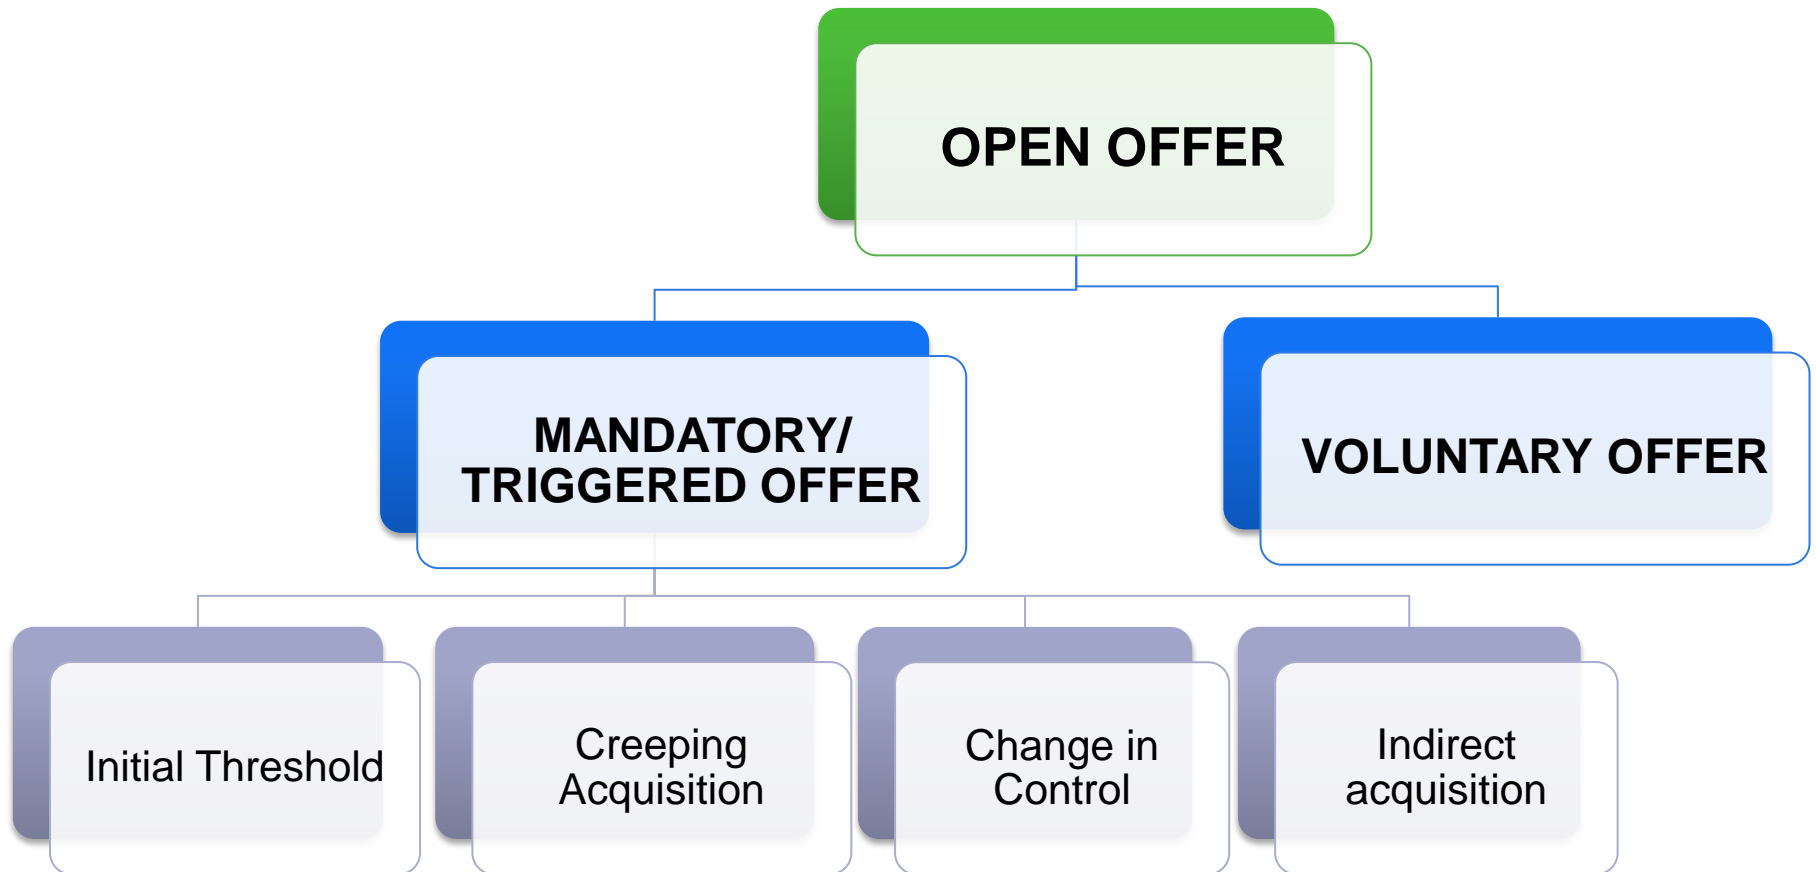 OPEN OFFER
MANDATORY/
TRIGGERED OFFER
VOLUNTARY OFFER
Initial Threshold
Creeping
Acquisition
Change in
Control
Indirect
acquisition